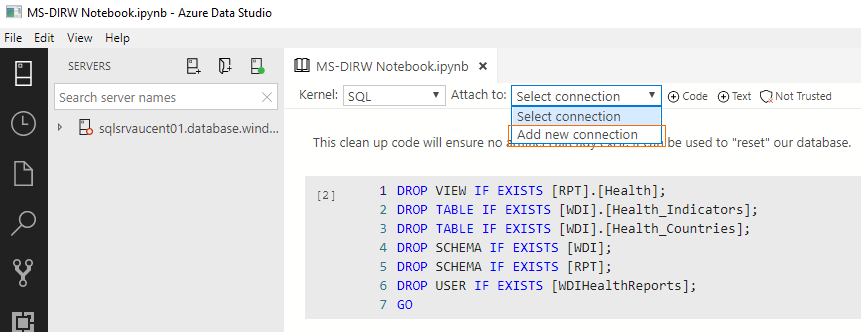 MS-DIRW Notebook.ipynb - Azure Data Studio
File Edit View Help
SERVERS
Search server names
sqlsrvaucent01.database.wind...
MS-DIRW Notebook.ipynb
Kernel: SQL Attach to: Select connection Code Text Not Trusted
Select connection
Add new connection
This clean up code will ensure no be used to "reset" our database.
[2]
1 DROP VIEW IF EXISTS [RPT].[Health];
2 DROP TABLE IF EXISTS [WDI].[Health_Indicators];
3 DROP TABLE IF EXISTS [WDI].[Health_Countries];
4 DROP SCHEMA IF EXISTS [WDI];
5 DROP SCHEMA IF EXISTS [RPT];
6 DROP USER IF EXISTS [WDIHealthReports];
7 GO